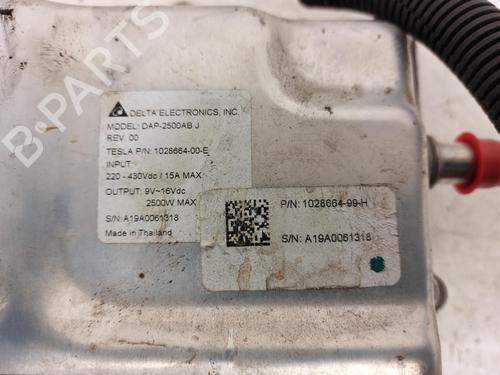 DELTA ELECTRONICS, INC.
MODEL: DAP-2500AB J
REV: 00
TESLA P/N: 1028664-00-E
INPUT:
220 - 430Vdc / 15A MAX
OUTPUT: 9V~16Vdc
2500W MAX
S/N: A19A0061318
Made in Thailand
P/N: 1028664-99-H
S/N: A19A0061318
B-PARTS